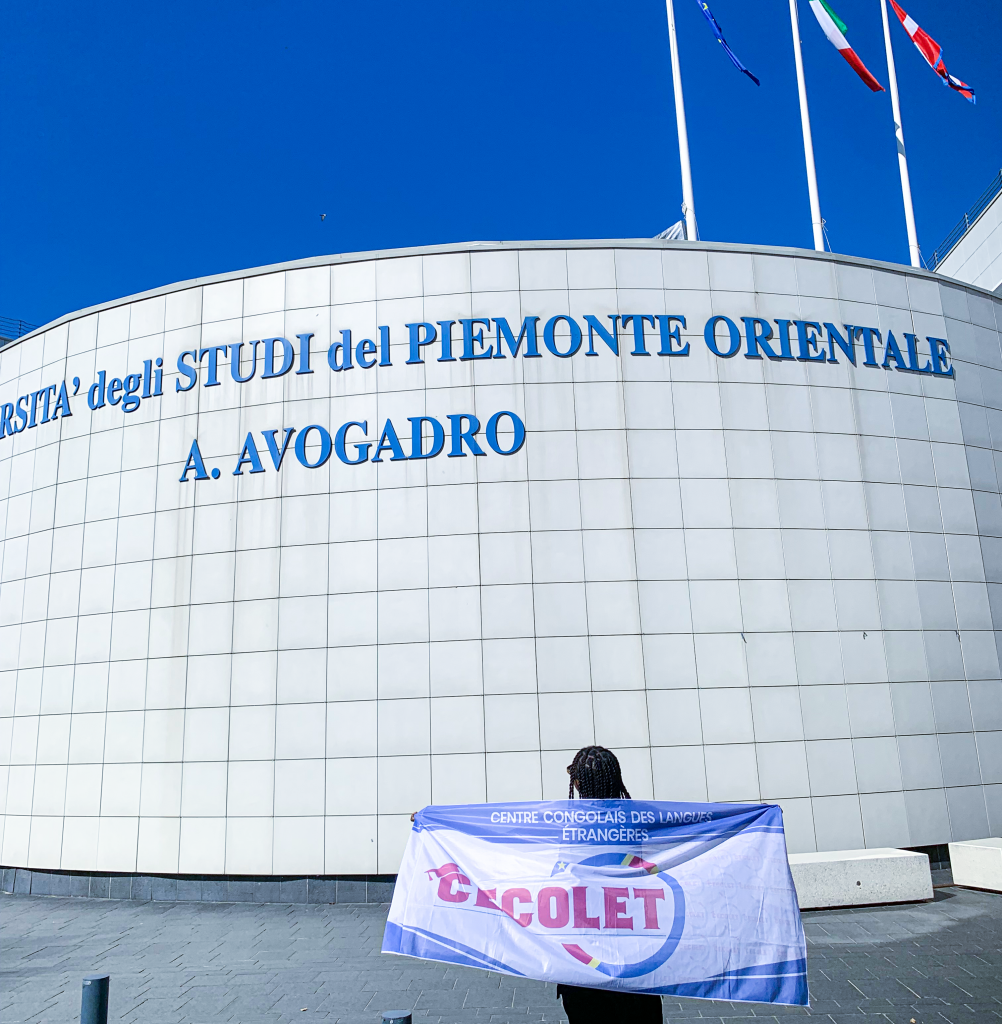 RSITA' degli STUDI del PIEMONTE ORIENTALE
A. AVOGADRO
CENTRE CONGOLAIS DES LANGUES
ÉTRANGÈRES
CECOLET